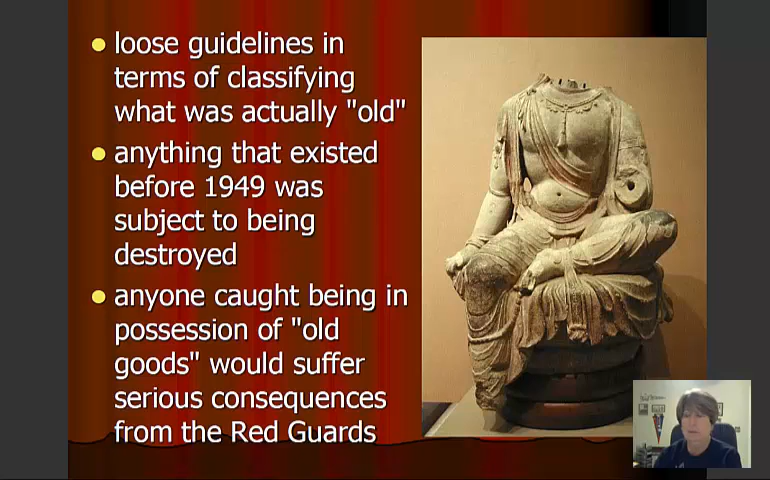 loose guidelines in
terms of classifying
what was actually "old"
anything that existed
before 1949 was
subject to being
destroyed
anyone caught being in
possession of "old
goods" would suffer
serious consequences
from the Red Guards